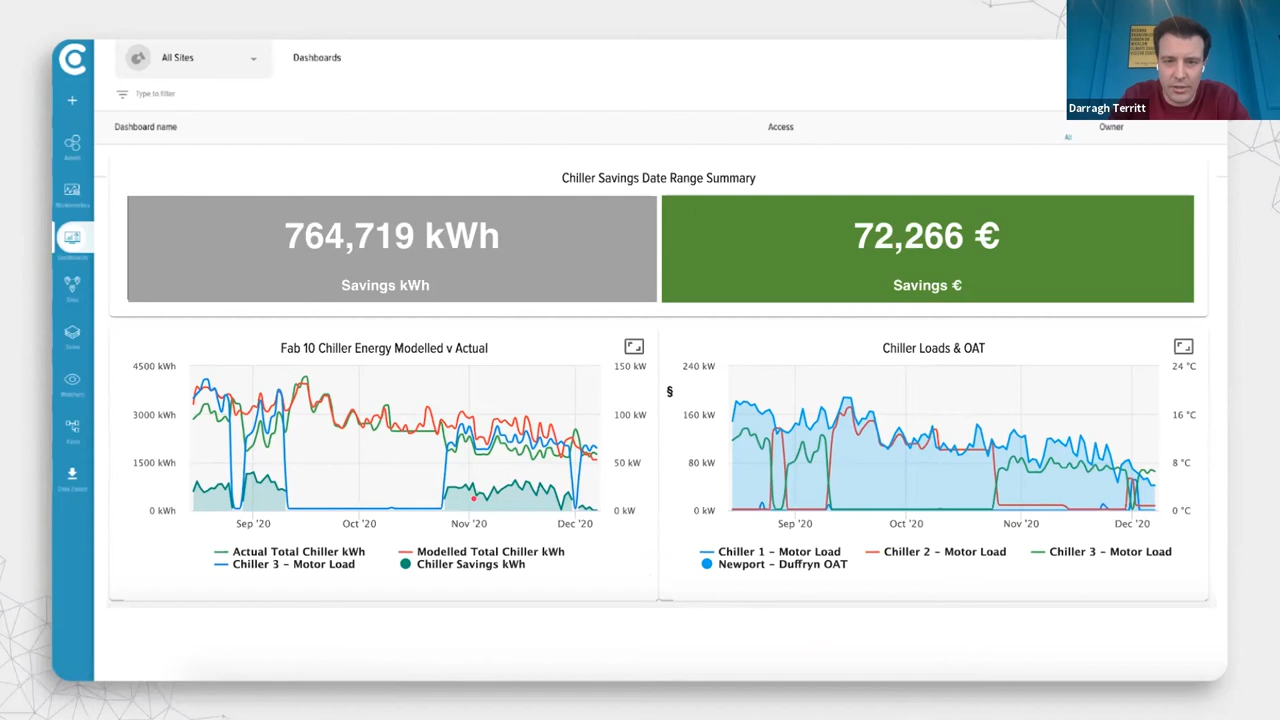 All Sites
Dashboards
Type to filter
Darragh Territt
Dashboard name
Access
All
Owner
Chiller Savings Date Range Summary
764,719 kWh
72,266 €
Savings kWh
Savings €
Fab 10 Chiller Energy Modelled v Actual
4500 kWh
3000 kWh
1500 kWh
0 kWh
150 kW
100 kW
50 kW
0 kW
Sep '20
Oct '20
Nov '20
Dec '20
Actual Total Chiller kWh
Modelled Total Chiller kWh
Chiller 3 – Motor Load
Chiller Savings kWh
§
Chiller Loads & OAT
240 kW
160 kW
80 kW
0 kW
24 °C
16 °C
8 °C
0 °C
Sep '20
Oct '20
Nov '20
Dec '20
Chiller 1 – Motor Load
Chiller 2 – Motor Load
Chiller 3 – Motor Load
Newport – Duffryn OAT